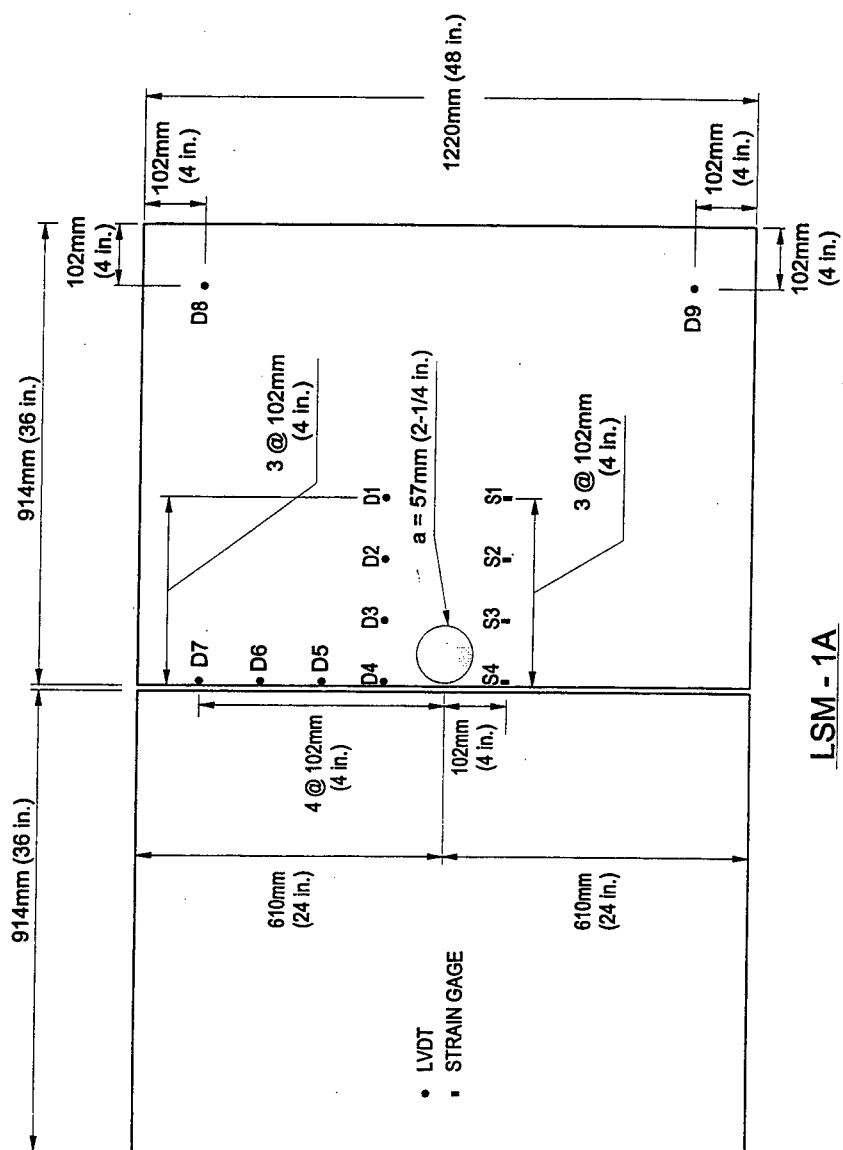 914mm (36 in.)
914mm (36 in.)
102mm
(4 in.)
102mm
(4 in.)
1220mm (48 in.)
D8
3 @ 102mm
(4 in.)
D7
D6
D5
D4
D3
D2
D1
a = 57mm (2-1/4 in.)
S4
S3
S2
S1
3 @ 102mm
(4 in.)
D9
102mm
(4 in.)
102mm
(4 in.)
4 @ 102mm
(4 in.)
102mm
(4 in.)
610mm
(24 in.)
610mm
(24 in.)
LVDT
STRAIN GAGE
LSM - 1A